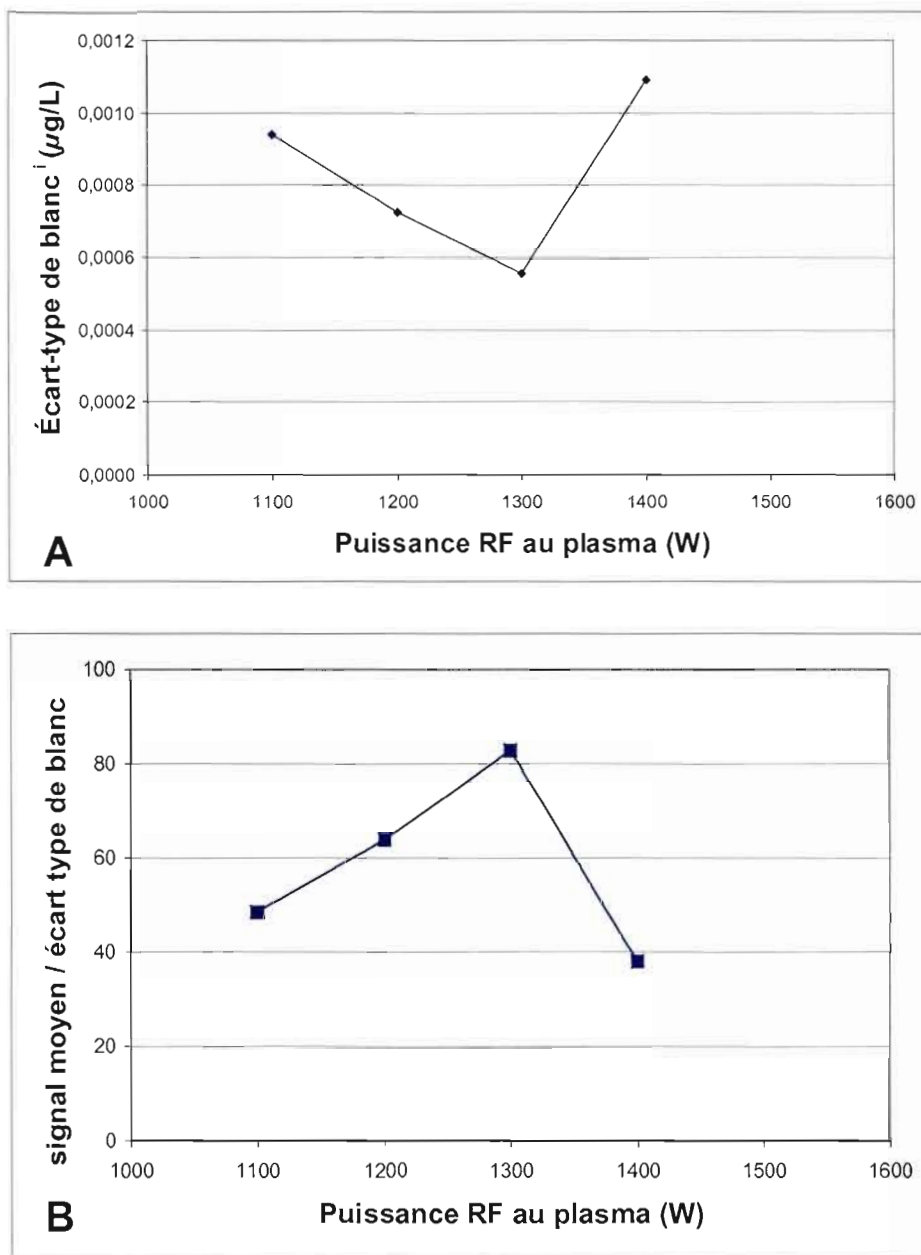 0,0012
0,0010
0,0008
0,0006
0,0004
0,0002
0,0000
Écart-type de blanc i (µg/L)
1000 1100 1200 1300 1400 1500 1600
Puissance RF au plasma (W)
A
100
80
60
40
20
0
signal moyen / écart type de blanc
1000 1100 1200 1300 1400 1500 1600
Puissance RF au plasma (W)
B